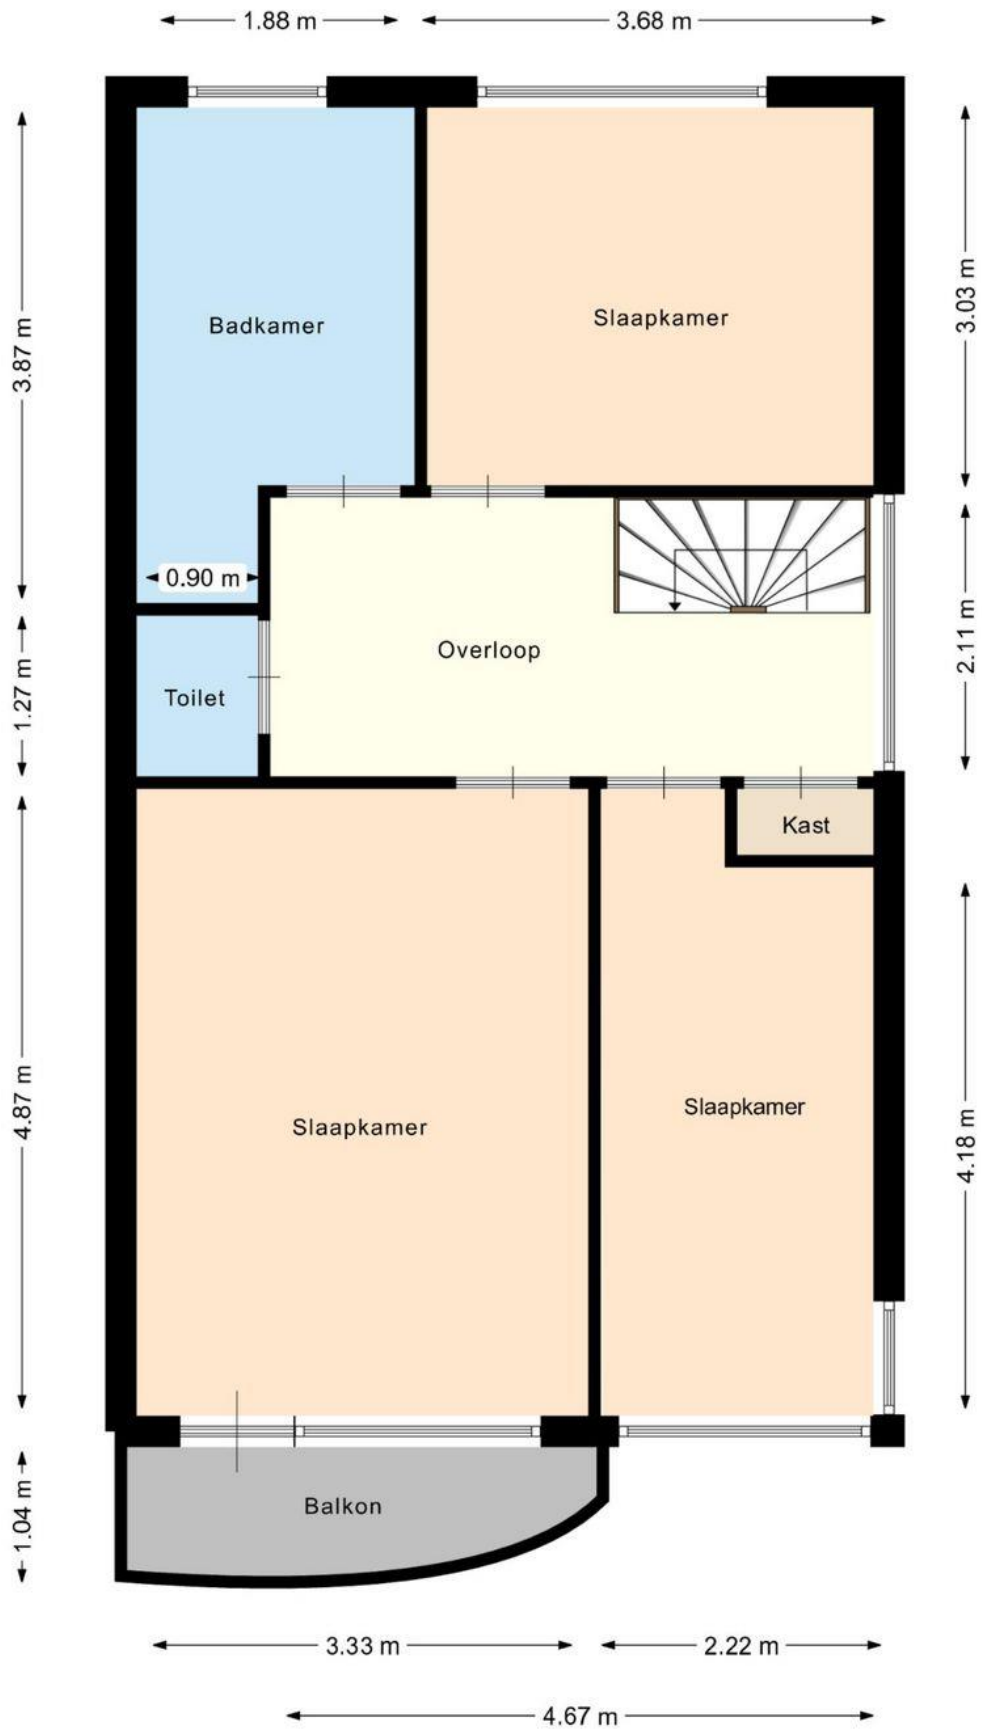 1.88 m
3.68 m
3.87 m
3.03 m
Badkamer
Slaapkamer
0.90 m
2.11 m
Overloop
1.27 m
Toilet
Kast
4.87 m
Slaapkamer
Slaapkamer
4.18 m
1.04 m
Balkon
3.33 m
2.22 m
4.67 m